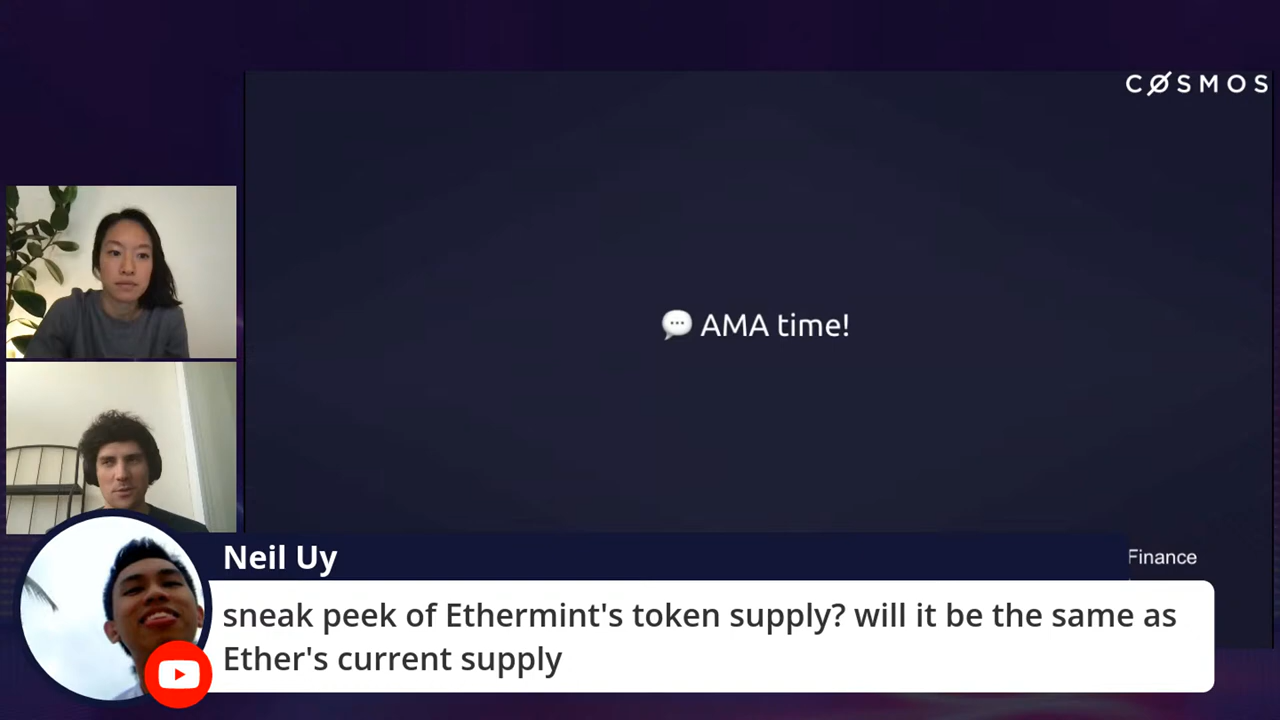 COSMOS
💬 AMA time!
Finance
Neil Uy
sneak peek of Ethermint's token supply? will it be the same as
Ether's current supply